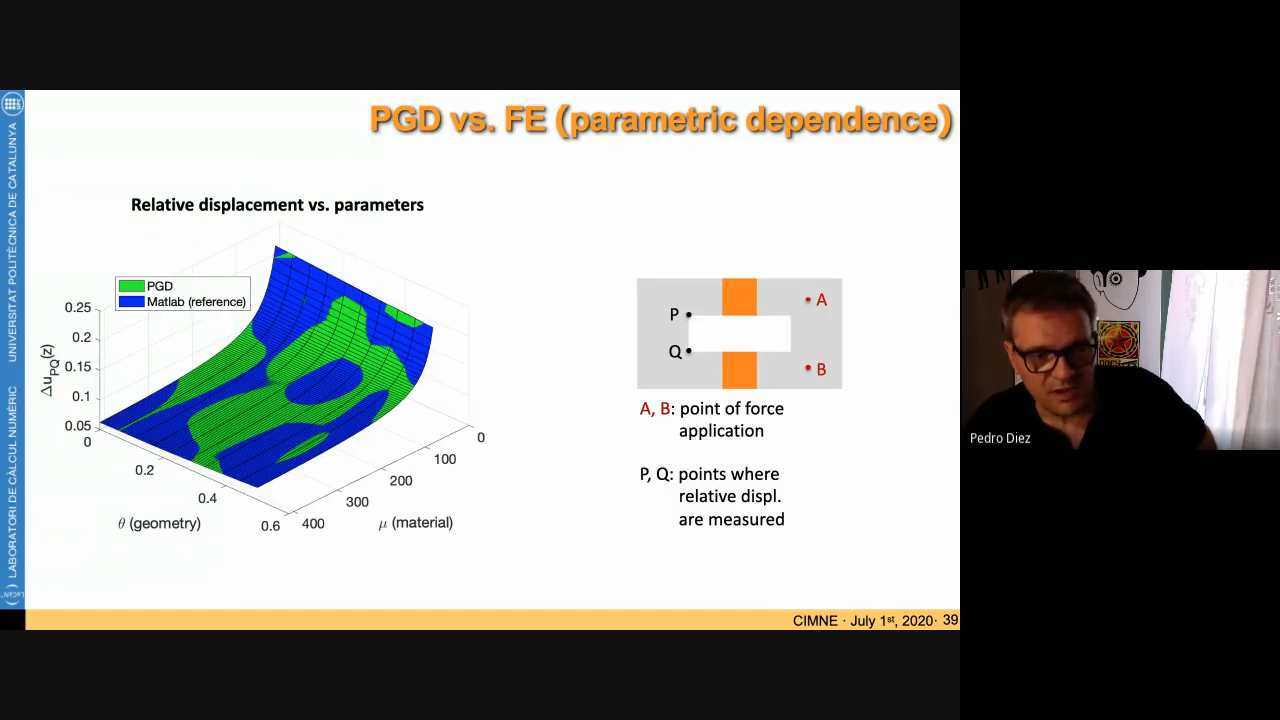 PGD vs. FE (parametric dependence)
Relative displacement vs. parameters
PGD
Matlab (reference)
0.25
0.2
0.15
0.1
0.05
Δu_PQ(z)
0
0.2
0.4
0.6
θ (geometry)
0
100
200
300
400
μ (material)
P
Q
A
B
A, B: point of force
application
P, Q: points where
relative displ.
are measured
CIMNE · July 1st, 2020· 39
LABORATORI DE CÀLCUL NUMÈRIC
UNIVERSITAT POLITÈCNICA DE CATALUNYA
Pedro Diez